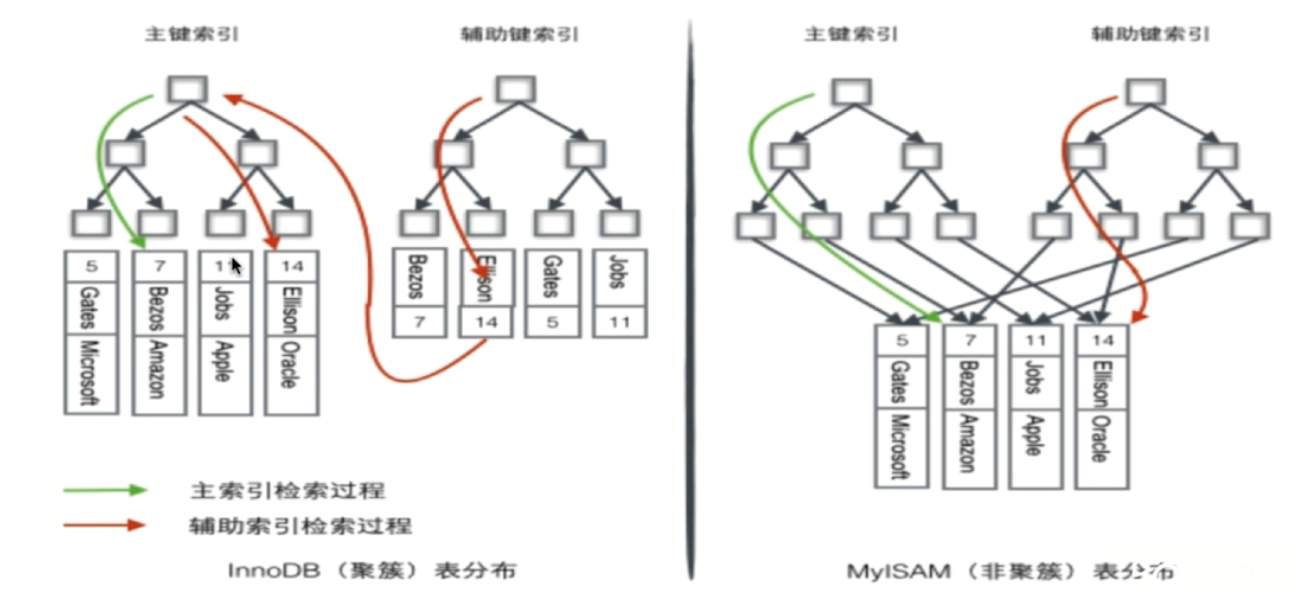 主键索引 辅助键索引 主键索引 辅助键索引
5 7 11 14
Gates Bezos Jobs Ellison
Microsoft Amazon Apple Oracle
Bezos Ellison Gates Jobs
7 14 5 11
5 7 11 14
Gates Bezos Jobs Ellison
Microsoft Amazon Apple Oracle
主索引检索过程
辅助索引检索过程
InnoDB（聚簇）表分布 MyISAM（非聚簇）表分布